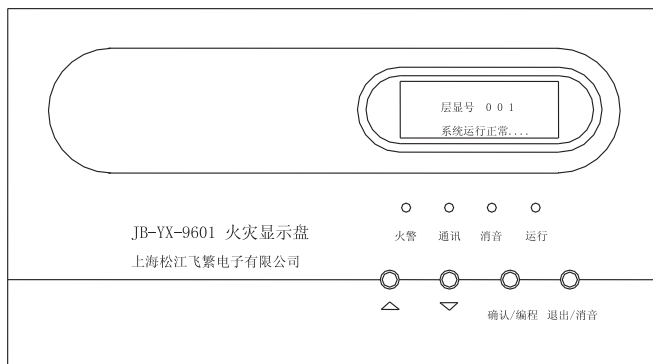 层显号 001
系统运行正常....
火警 通讯 消音 运行
JB-YX-9601 火灾显示盘
上海松江飞繁电子有限公司
确认/编程 退出/消音